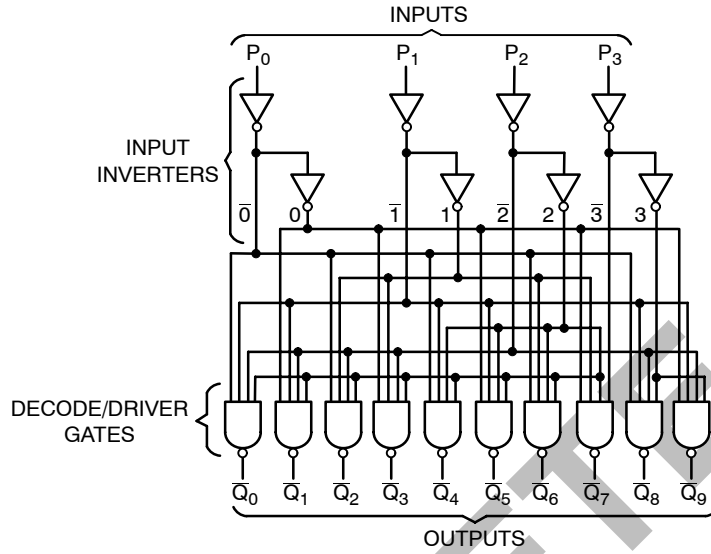 INPUTS
P0 P1 P2 P3
INPUT
INVERTERS
0̅ 0 1̅ 1 2̅ 2 3̅ 3
DECODE/DRIVER
GATES
Q̅0 Q̅1 Q̅2 Q̅3 Q̅4 Q̅5 Q̅6 Q̅7 Q̅8 Q̅9
OUTPUTS